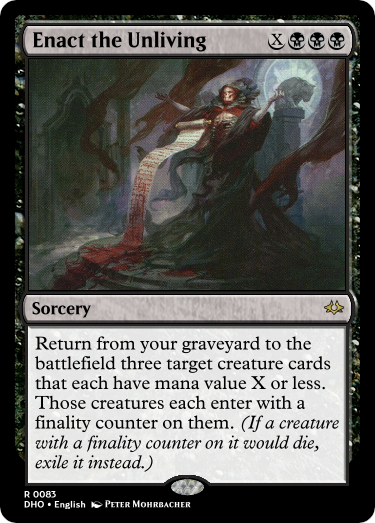 Enact the Unliving X
Sorcery
Return from your graveyard to the
battlefield three target creature cards
that each have mana value X or less.
Those creatures each enter with a
finality counter on them. (If a creature
with a finality counter on it would die,
exile it instead.)
R 0083
DHO • English Peter Mohrbacher